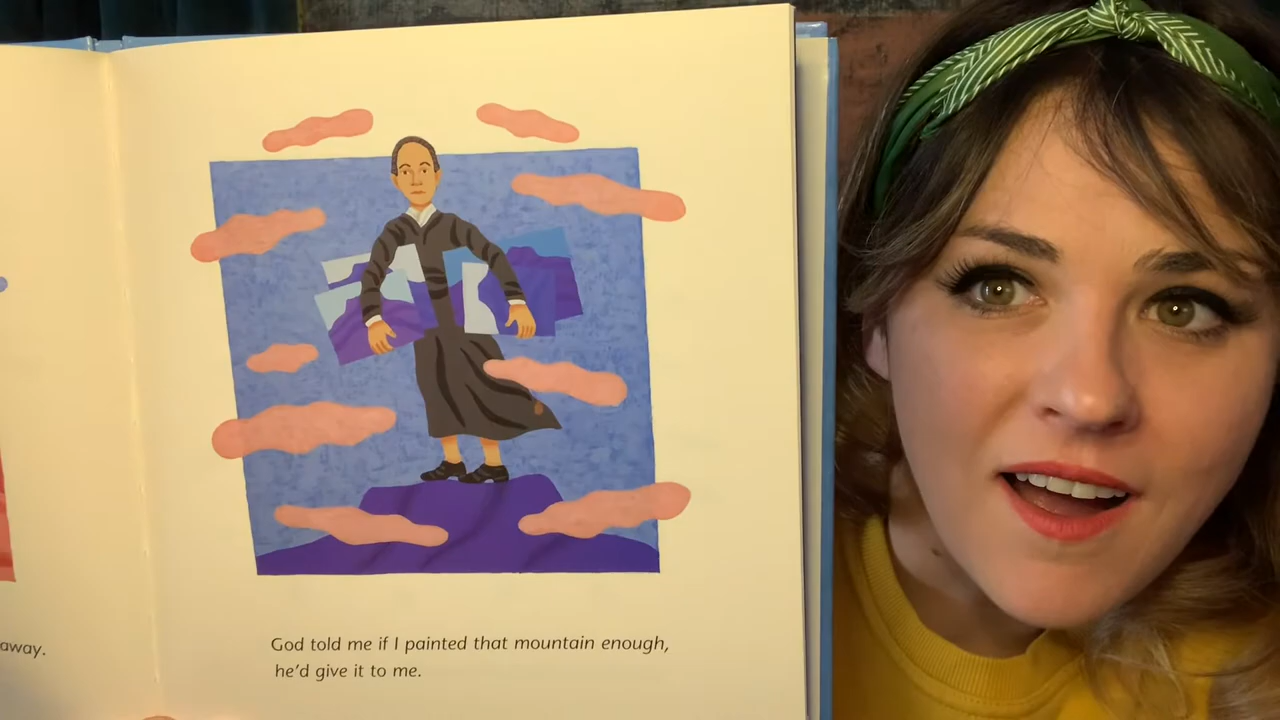 away.
God told me if I painted that mountain enough,
he'd give it to me.